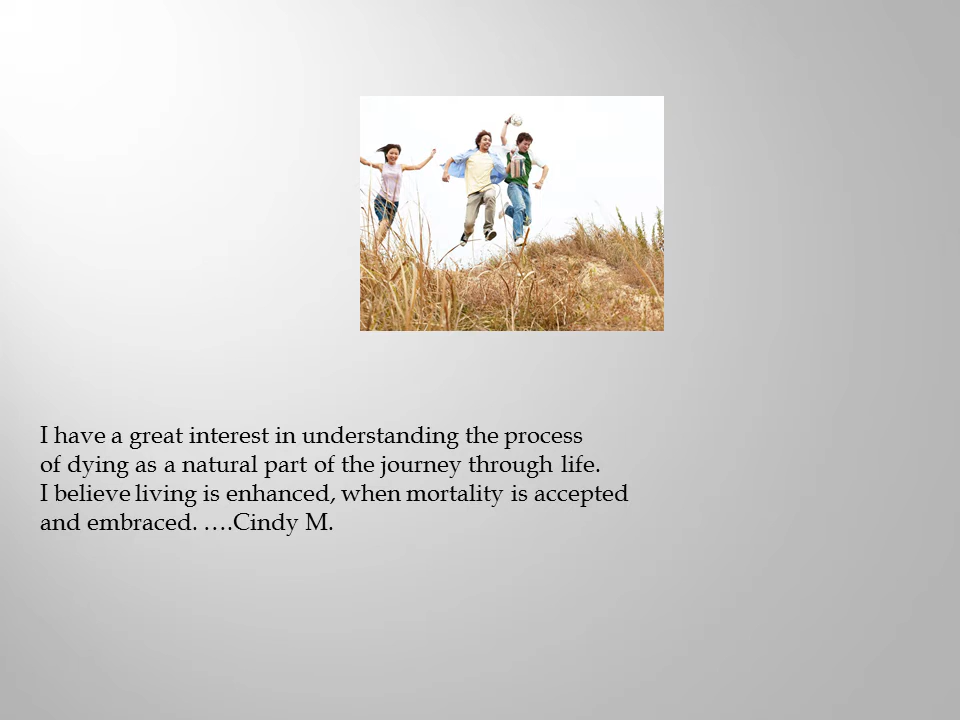 I have a great interest in understanding the process
of dying as a natural part of the journey through life.
I believe living is enhanced, when mortality is accepted
and embraced. ….Cindy M.